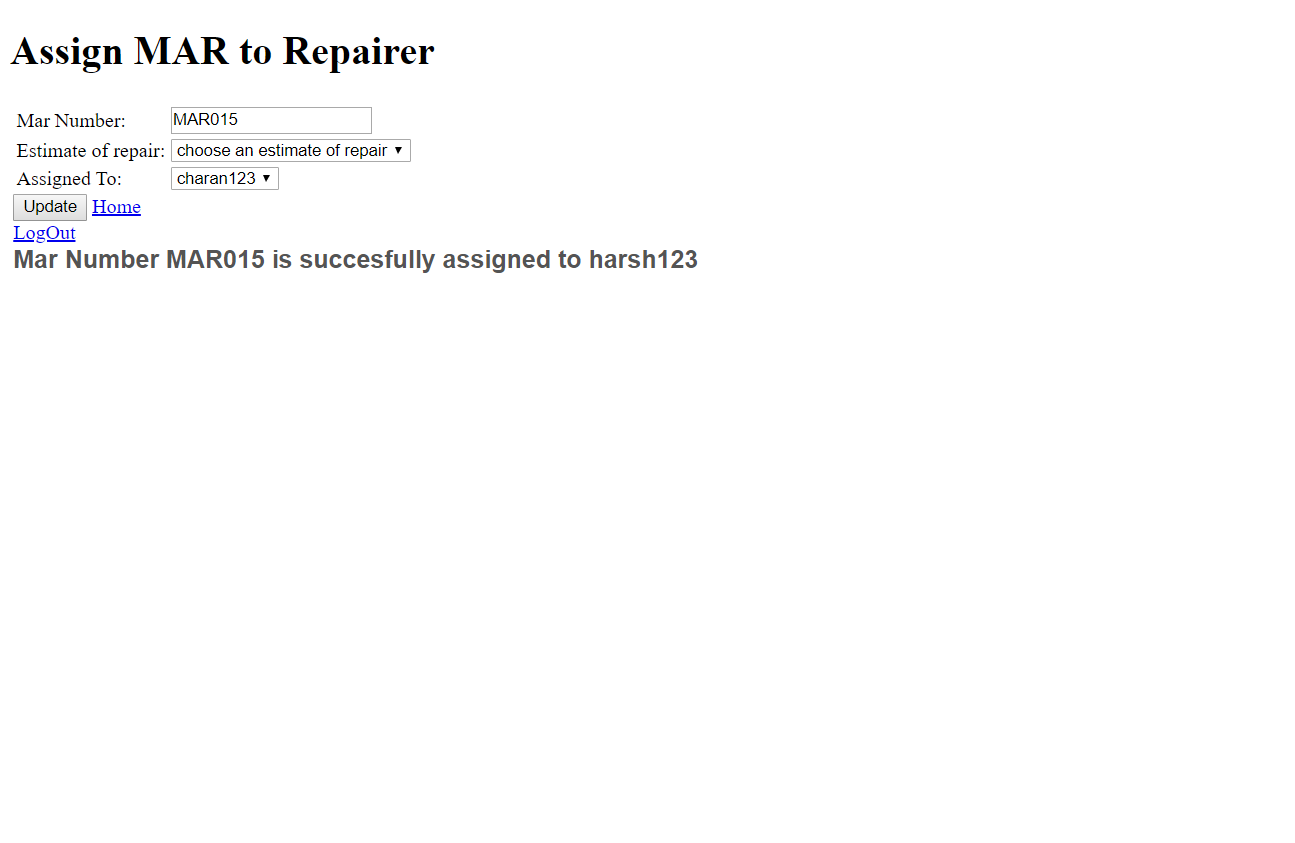 Assign MAR to Repairer
Mar Number: MAR015
Estimate of repair: choose an estimate of repair
Assigned To: charan123
Update Home
LogOut
Mar Number MAR015 is succesfully assigned to harsh123